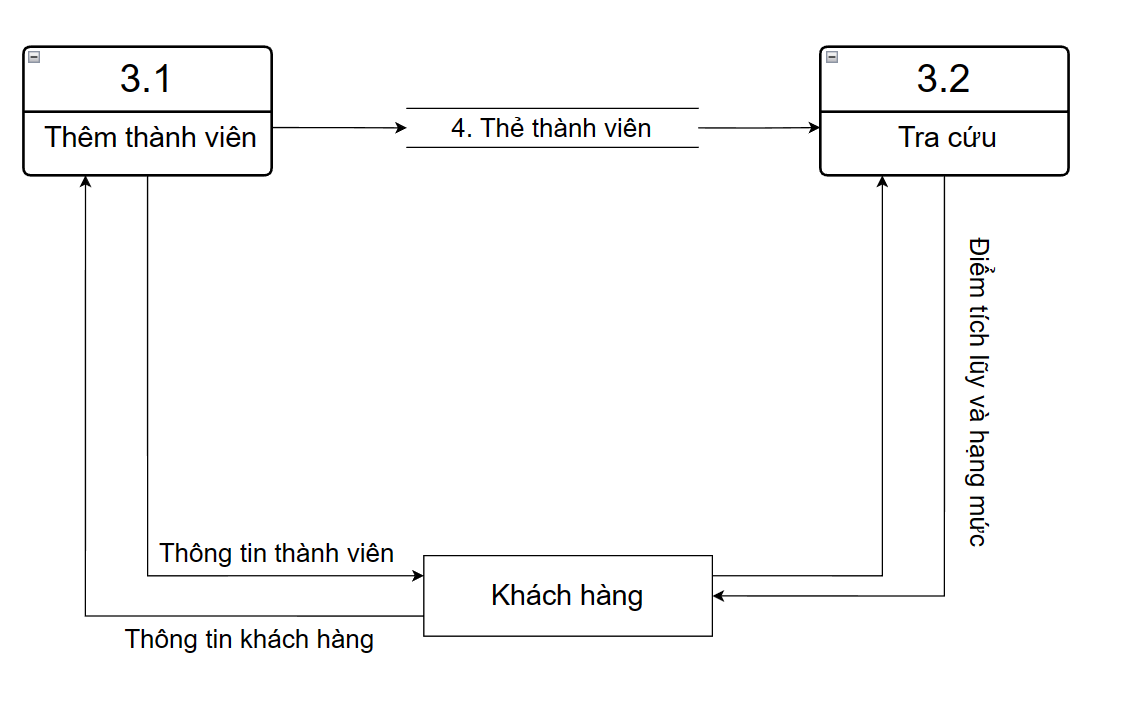 3.1
Thêm thành viên
4. Thẻ thành viên
3.2
Tra cứu
Điểm tích lũy và hạng mức
Thông tin thành viên
Khách hàng
Thông tin khách hàng